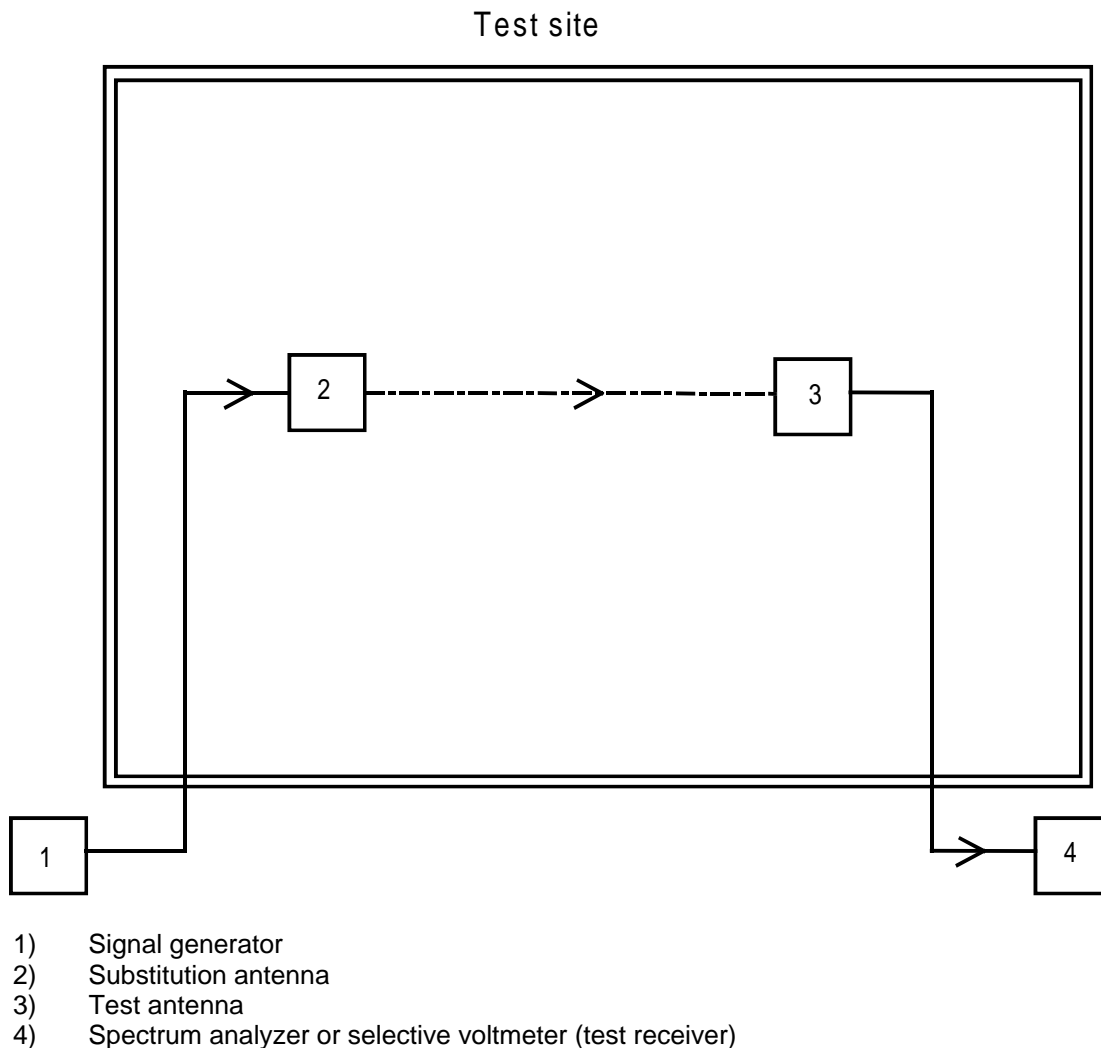 Test site
2
3
1
4
1) Signal generator
2) Substitution antenna
3) Test antenna
4) Spectrum analyzer or selective voltmeter (test receiver)